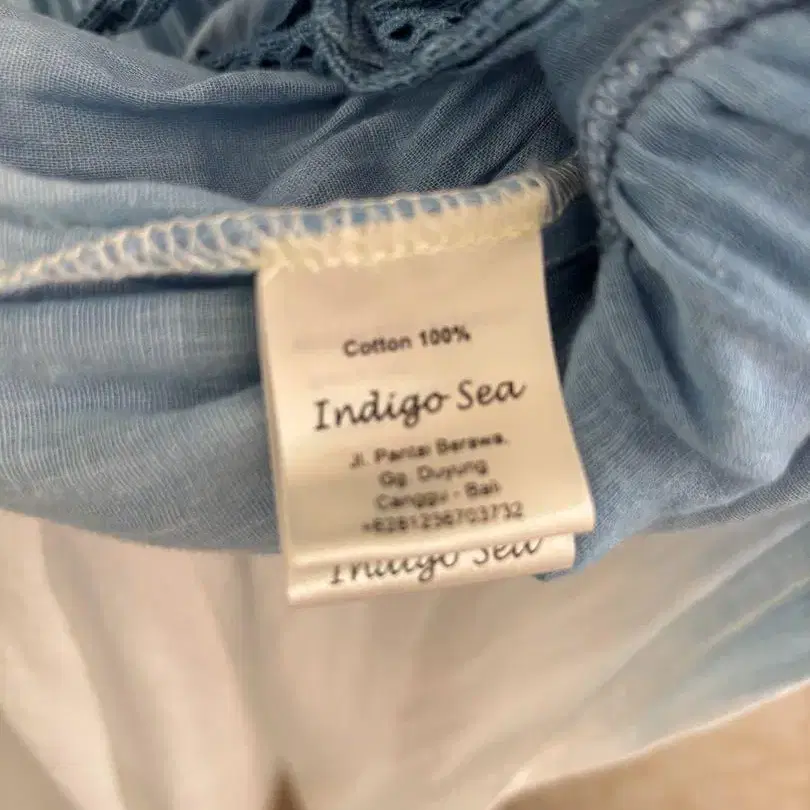 Cotton 100%
Indigo Sea
Jl. Pantai Berawa.
Gg. Duyung
Canggu - Bali
+6281236703732
Indigo Sea